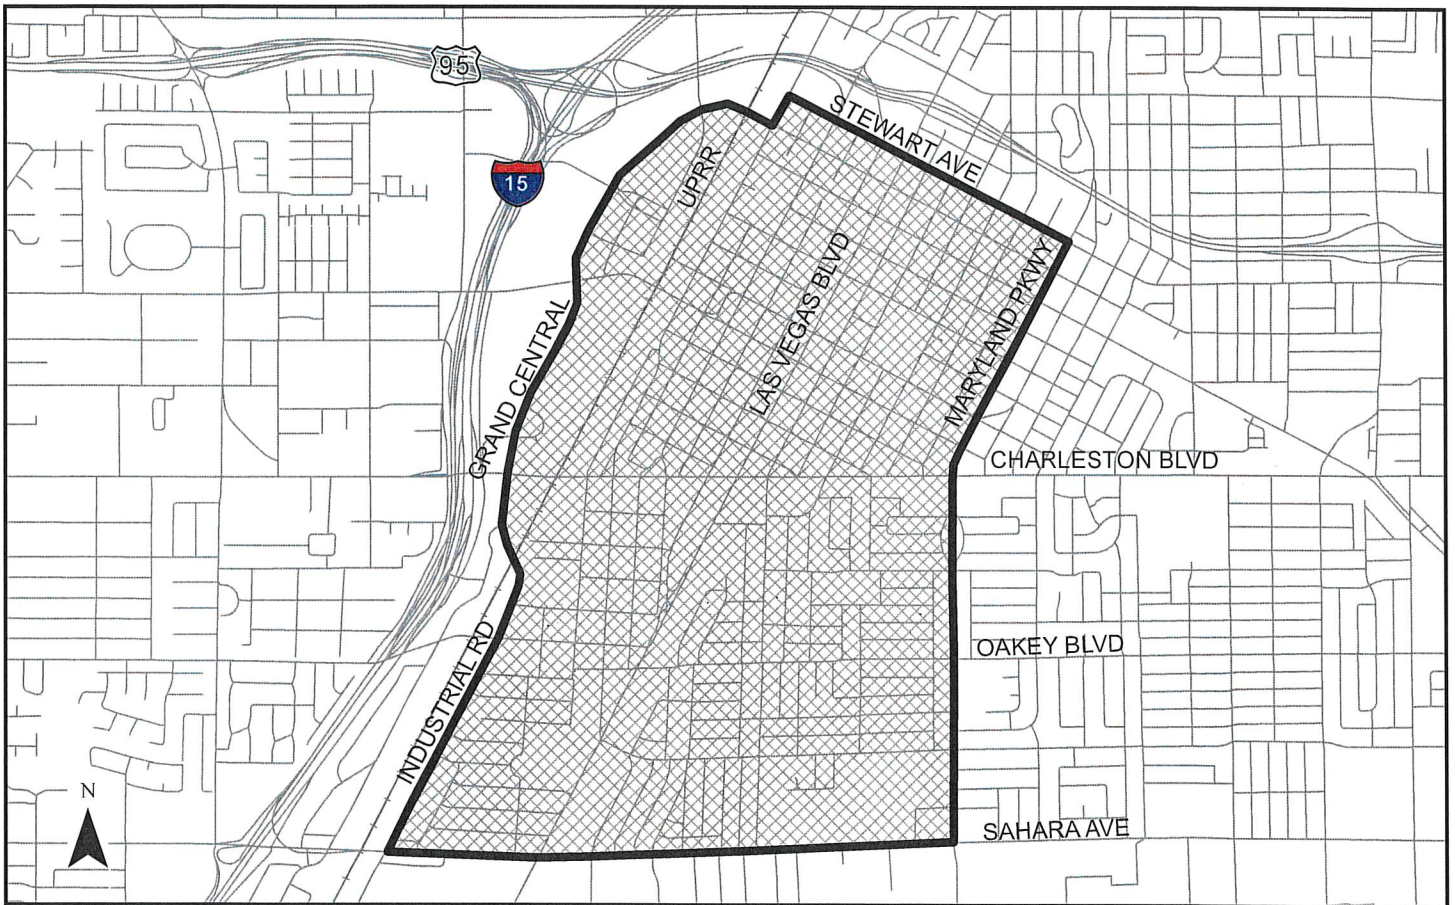 95
STEWART AVE
15
UPRR
LAS VEGAS BLVD
MARYLAND PKWY
GRAND CENTRAL
CHARLESTON BLVD
OAKEY BLVD
INDUSTRIAL RD
N
SAHARA AVE